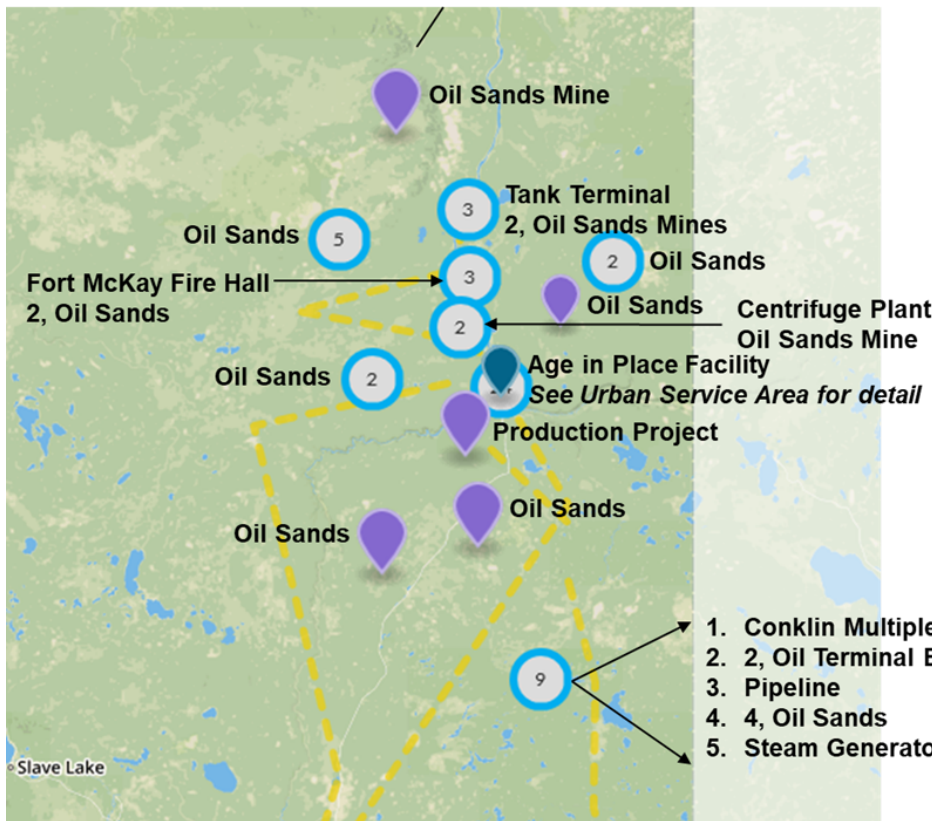 Oil Sands Mine
3
Tank Terminal
2, Oil Sands Mines
Oil Sands
5
2
Oil Sands
Fort McKay Fire Hall
2, Oil Sands
3
Oil Sands
2
Centrifuge Plant
Oil Sands Mine
Oil Sands
2
Age in Place Facility
See Urban Service Area for detail
Production Project
Oil Sands
Oil Sands
9
1. Conklin Multiple
2. 2, Oil Terminal
3. Pipeline
4. 4, Oil Sands
5. Steam
Slave Lake